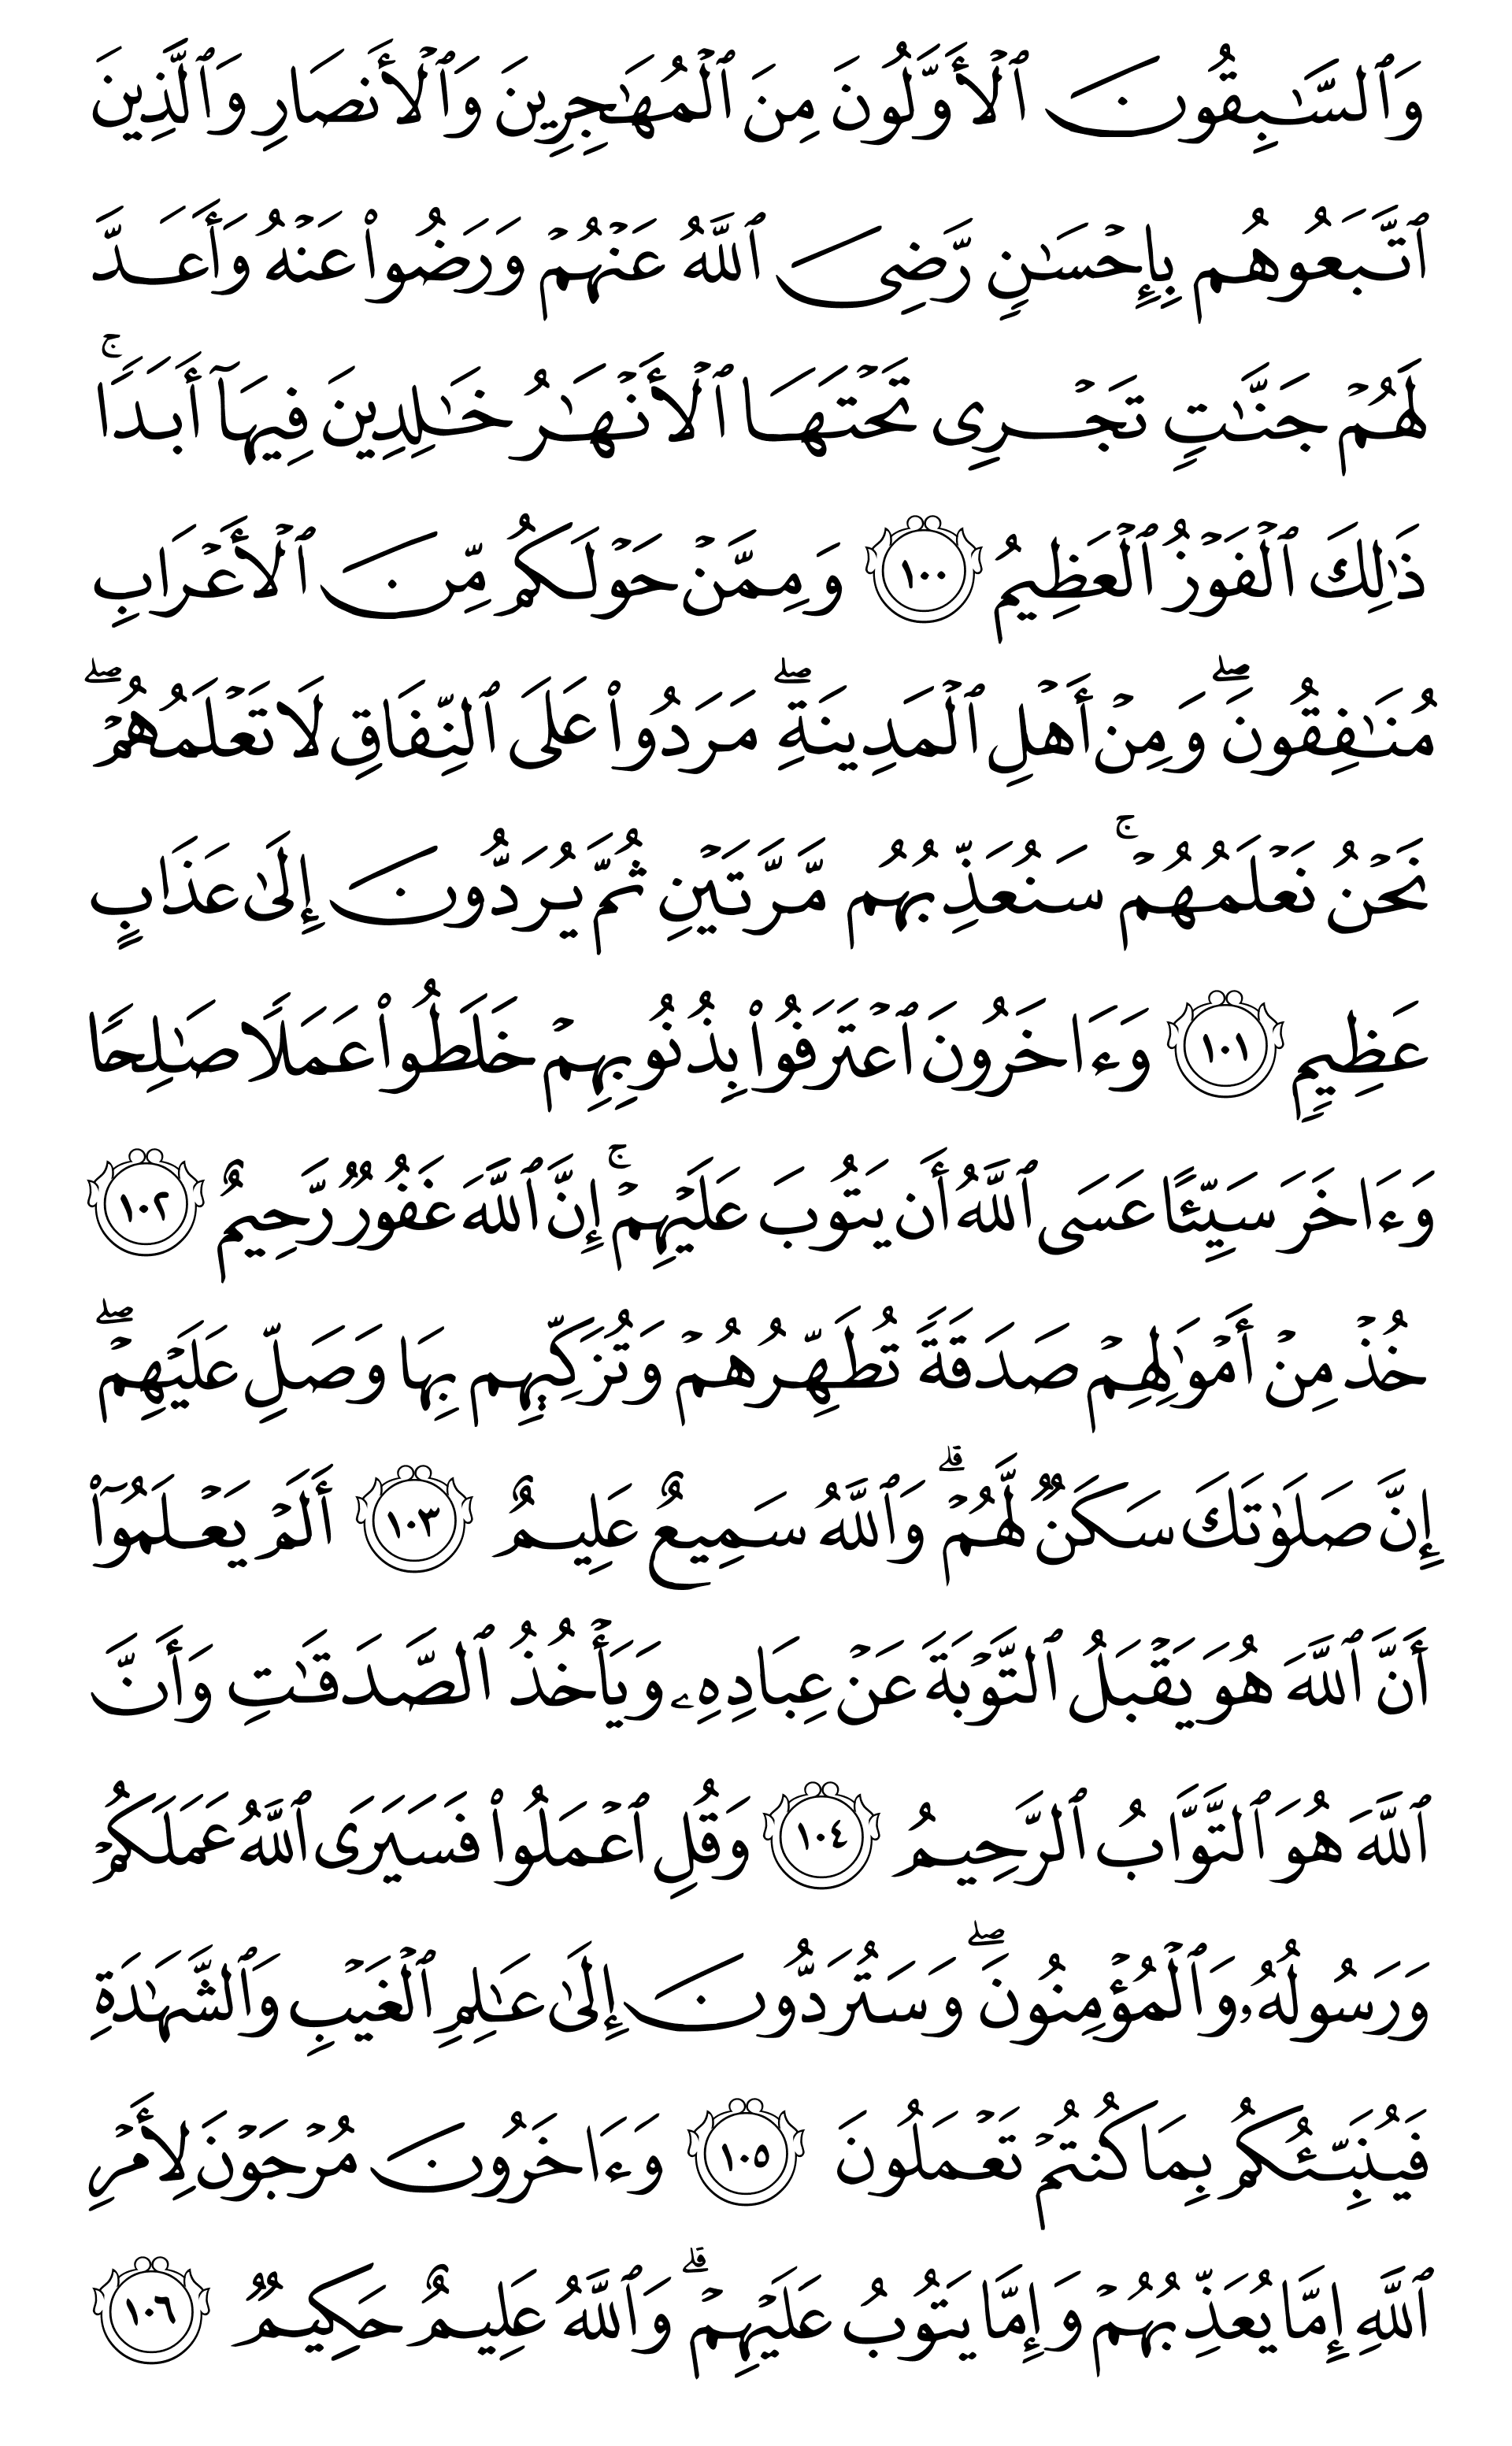 وَٱلسَّٰبِقُونَ ٱلۡأَوَّلُونَ مِنَ ٱلۡمُهَٰجِرِينَ وَٱلۡأَنصَارِ وَٱلَّذِينَ
ٱتَّبَعُوهُم بِإِحۡسَٰنٖ رَّضِيَ ٱللَّهُ عَنۡهُمۡ وَرَضُواْ عَنۡهُ وَأَعَدَّ
لَهُمۡ جَنَّٰتٖ تَجۡرِي تَحۡتَهَا ٱلۡأَنۡهَٰرُ خَٰلِدِينَ فِيهَآ أَبَدٗاۚ
ذَٰلِكَ ٱلۡفَوۡزُ ٱلۡعَظِيمُ ١٠٠ وَمِمَّنۡ حَوۡلَكُم مِّنَ ٱلۡأَعۡرَابِ
مُنَٰفِقُونَۖ وَمِنۡ أَهۡلِ ٱلۡمَدِينَةِۖ مَرَدُواْ عَلَى ٱلنِّفَاقِ لَا تَعۡلَمُهُمۡۖ
نَحۡنُ نَعۡلَمُهُمۡۚ سَنُعَذِّبُهُم مَّرَّتَيۡنِ ثُمَّ يُرَدُّونَ إِلَىٰ عَذَابٍ
عَظِيمٖ ١٠١ وَءَاخَرُونَ ٱعۡتَرَفُواْ بِذُنُوبِهِمۡ خَلَطُواْ عَمَلٗا صَٰلِحٗا
وَءَاخَرَ سَيِّئًا عَسَى ٱللَّهُ أَن يَتُوبَ عَلَيۡهِمۡۚ إِنَّ ٱللَّهَ غَفُورٞ رَّحِيمٌ ١٠٢
خُذۡ مِنۡ أَمۡوَٰلِهِمۡ صَدَقَةٗ تُطَهِّرُهُمۡ وَتُزَكِّيهِم بِهَا وَصَلِّ عَلَيۡهِمۡۖ
إِنَّ صَلَوٰتَكَ سَكَنٞ لَّهُمۡۗ وَٱللَّهُ سَمِيعٌ عَلِيمٌ ١٠٣ أَلَمۡ يَعۡلَمُوٓاْ
أَنَّ ٱللَّهَ هُوَ يَقۡبَلُ ٱلتَّوۡبَةَ عَنۡ عِبَادِهِۦ وَيَأۡخُذُ ٱلصَّدَقَٰتِ وَأَنَّ
ٱللَّهَ هُوَ ٱلتَّوَّابُ ٱلرَّحِيمُ ١٠٤ وَقُلِ ٱعۡمَلُواْ فَسَيَرَى ٱللَّهُ عَمَلَكُمۡ
وَرَسُولُهُۥ وَٱلۡمُؤۡمِنُونَۖ وَسَتُرَدُّونَ إِلَىٰ عَٰلِمِ ٱلۡغَيۡبِ وَٱلشَّهَٰدَةِ
فَيُنَبِّئُكُم بِمَا كُنتُمۡ تَعۡمَلُونَ ١٠٥ وَءَاخَرُونَ مُرۡجَوۡنَ لِأَمۡرِ
ٱللَّهِ إِمَّا يُعَذِّبُهُمۡ وَإِمَّا يَتُوبُ عَلَيۡهِمۡۗ وَٱللَّهُ عَلِيمٌ حَكِيمٞ ١٠٦